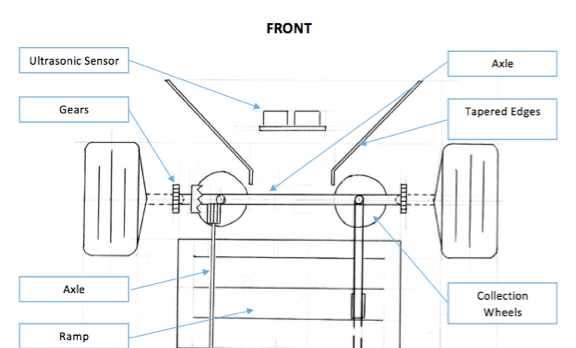 FRONT
Ultrasonic Sensor
Axle
Gears
Tapered Edges
Axle
Collection
Wheels
Ramp